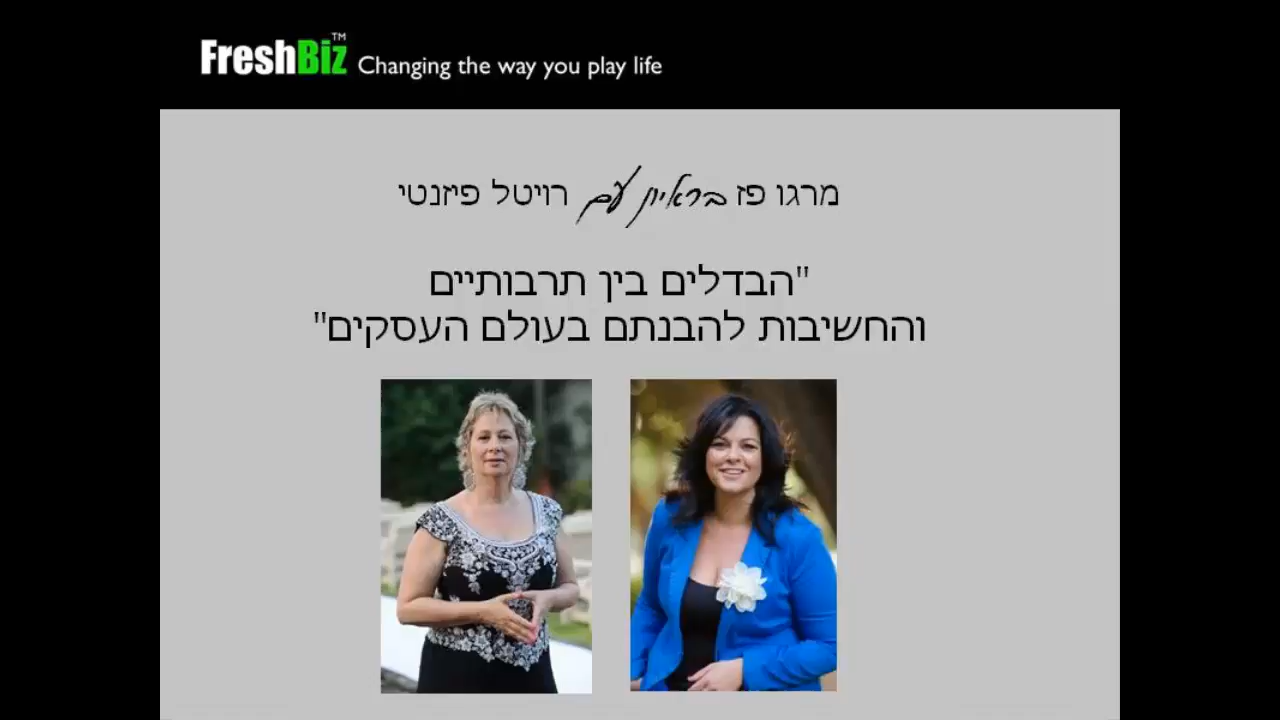 FreshBiz™ Changing the way you play life
מרגו פז בראיון עם רויטל פיזנטי
"הבדלים בין תרבותיים
והחשיבות להבנתם בעולם העסקים"